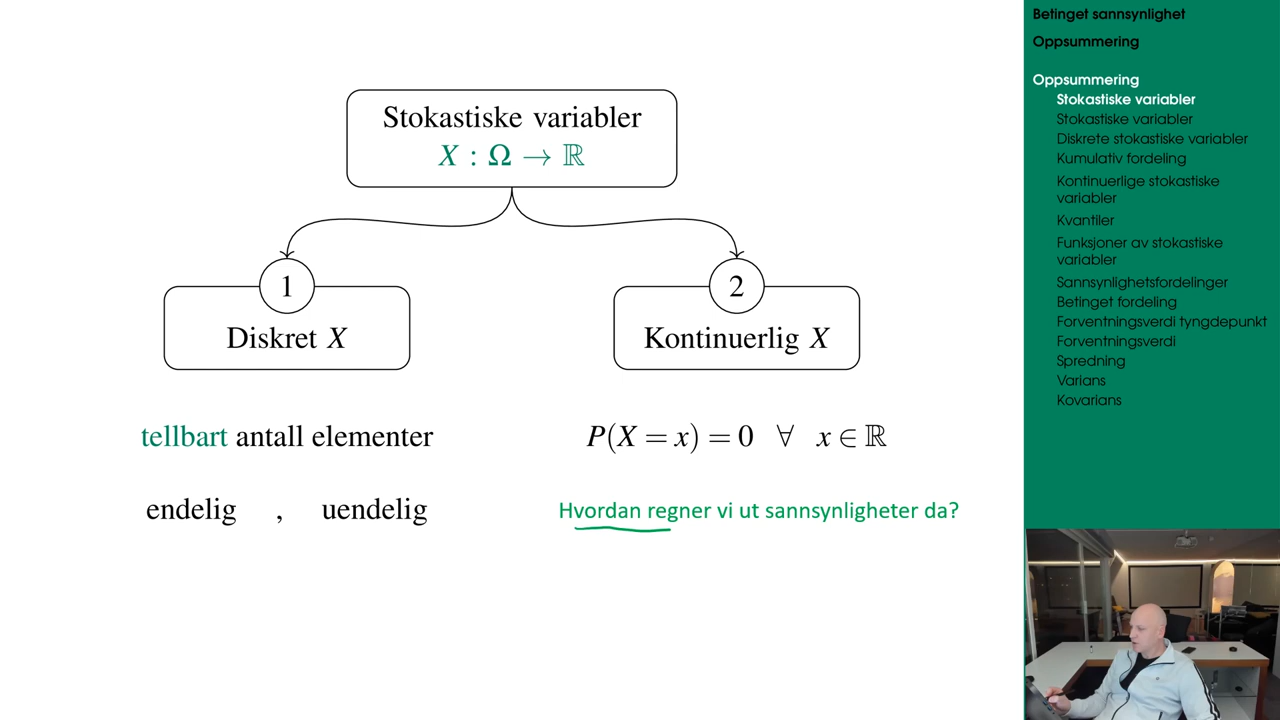 Stokastiske variabler
X : Ω → ℝ
1
2
Diskret X
Kontinuerlig X
tellbart antall elementer
P(X = x) = 0 ∀ x ∈ ℝ
endelig , uendelig
Hvordan regner vi ut sannsynligheter da?
Betinget sannsynlighet
Oppsummering
Oppsummering
Stokastiske variabler
Stokastiske variabler
Diskrete stokastiske variabler
Kumulativ fordeling
Kontinuerlige stokastiske
variabler
Kvantiler
Funksjoner av stokastiske
variabler
Sannsynlighetsfordelinger
Betinget fordeling
Forventningsverdi tyngdepunkt
Forventningsverdi
Spredning
Varians
Kovarians